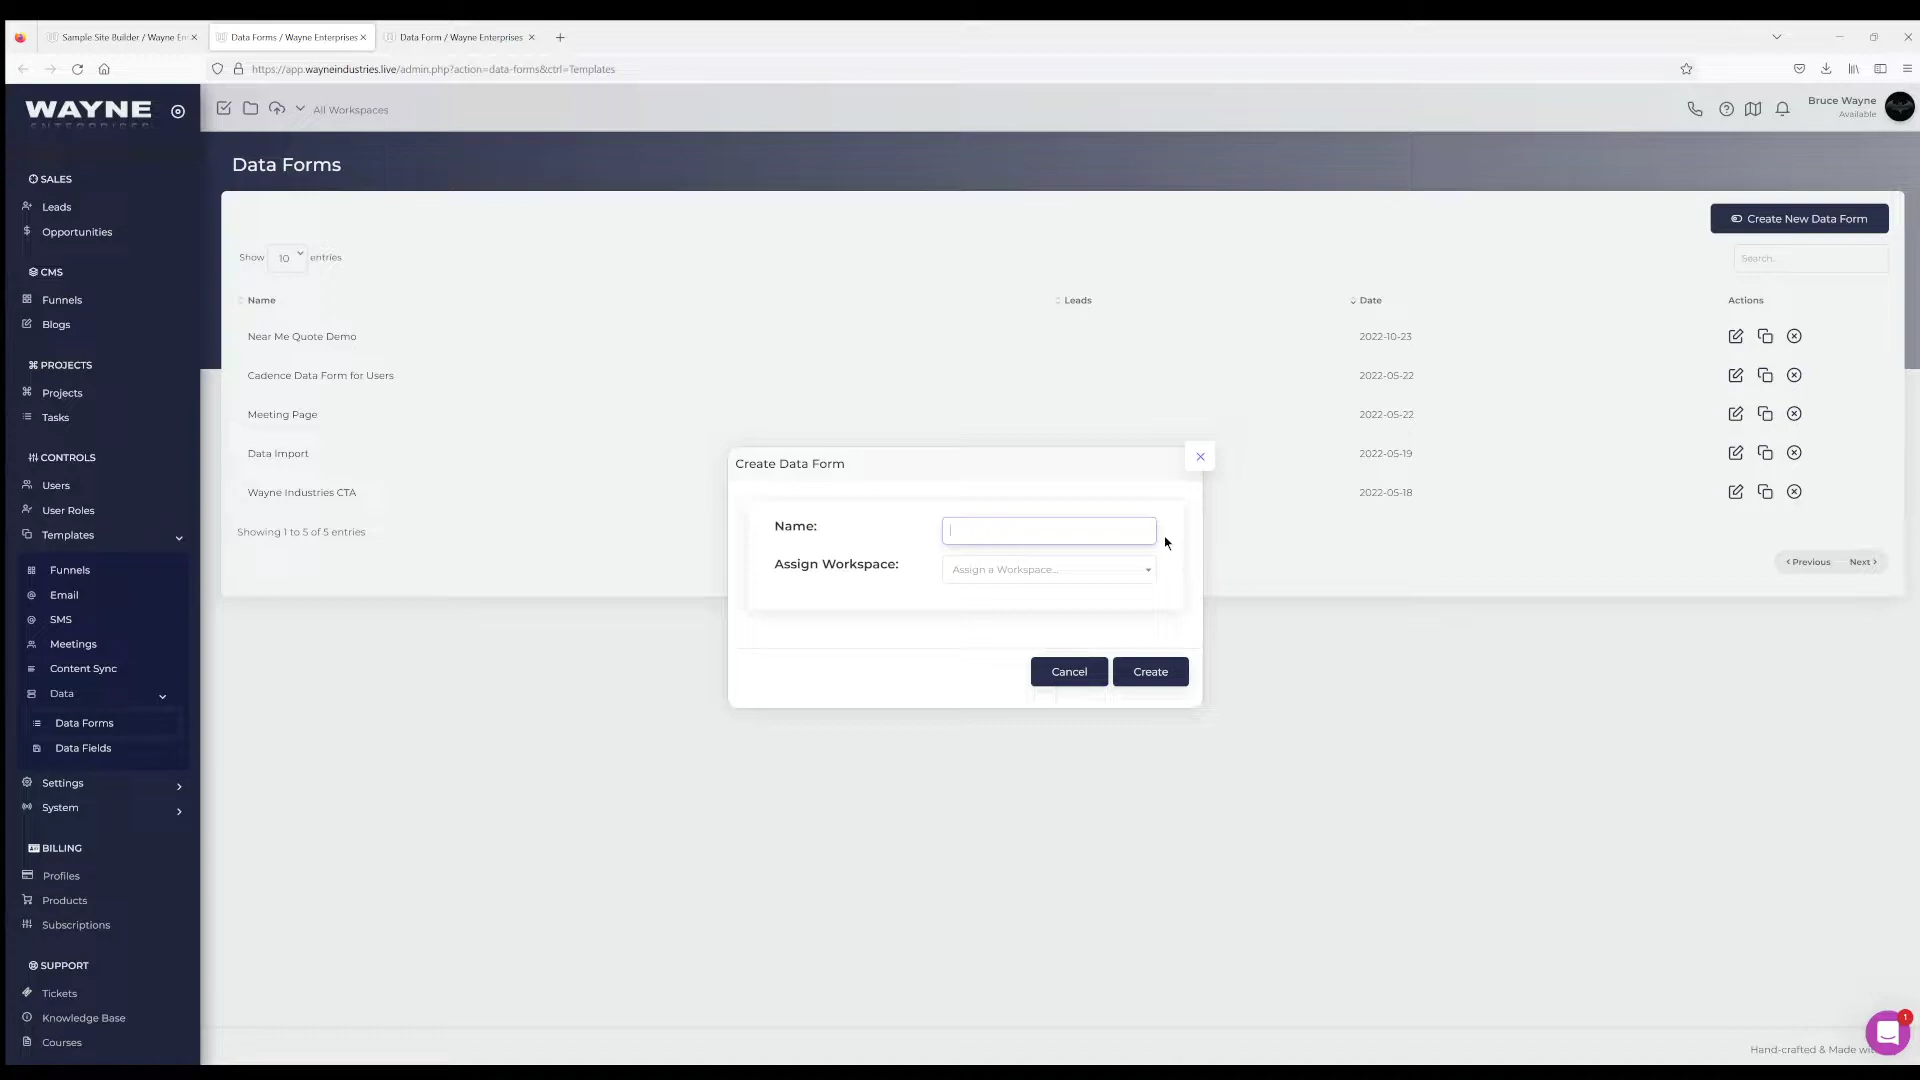 Sample Site Builder / Wayne En
Data Forms / Wayne Enterprises
Data Form / Wayne Enterprises
https://app.wayneindustries.live/admin.php?action=data-forms&ctrl=Templates
WAYNE
ENTERPRISES
All Workspaces
Bruce Wayne
Available
Data Forms
SALES
Leads
Opportunities
CMS
Funnels
Blogs
PROJECTS
Projects
Tasks
CONTROLS
Users
User Roles
Templates
Funnels
Email
SMS
Meetings
Content Sync
Data
Data Forms
Data Fields
Settings
System
BILLING
Profiles
Products
Subscriptions
SUPPORT
Tickets
Knowledge Base
Courses
Create New Data Form
Show 10 entries
Search...
Name Leads Date Actions
Near Me Quote Demo 2022-10-23
Cadence Data Form for Users 2022-05-22
Meeting Page 2022-05-22
Data Import 2022-05-19
Wayne Industries CTA 2022-05-18
Showing 1 to 5 of 5 entries
Previous Next
Create Data Form
Name:
Assign Workspace: Assign a Workspace...
Cancel Create
1
Hand-crafted & Made